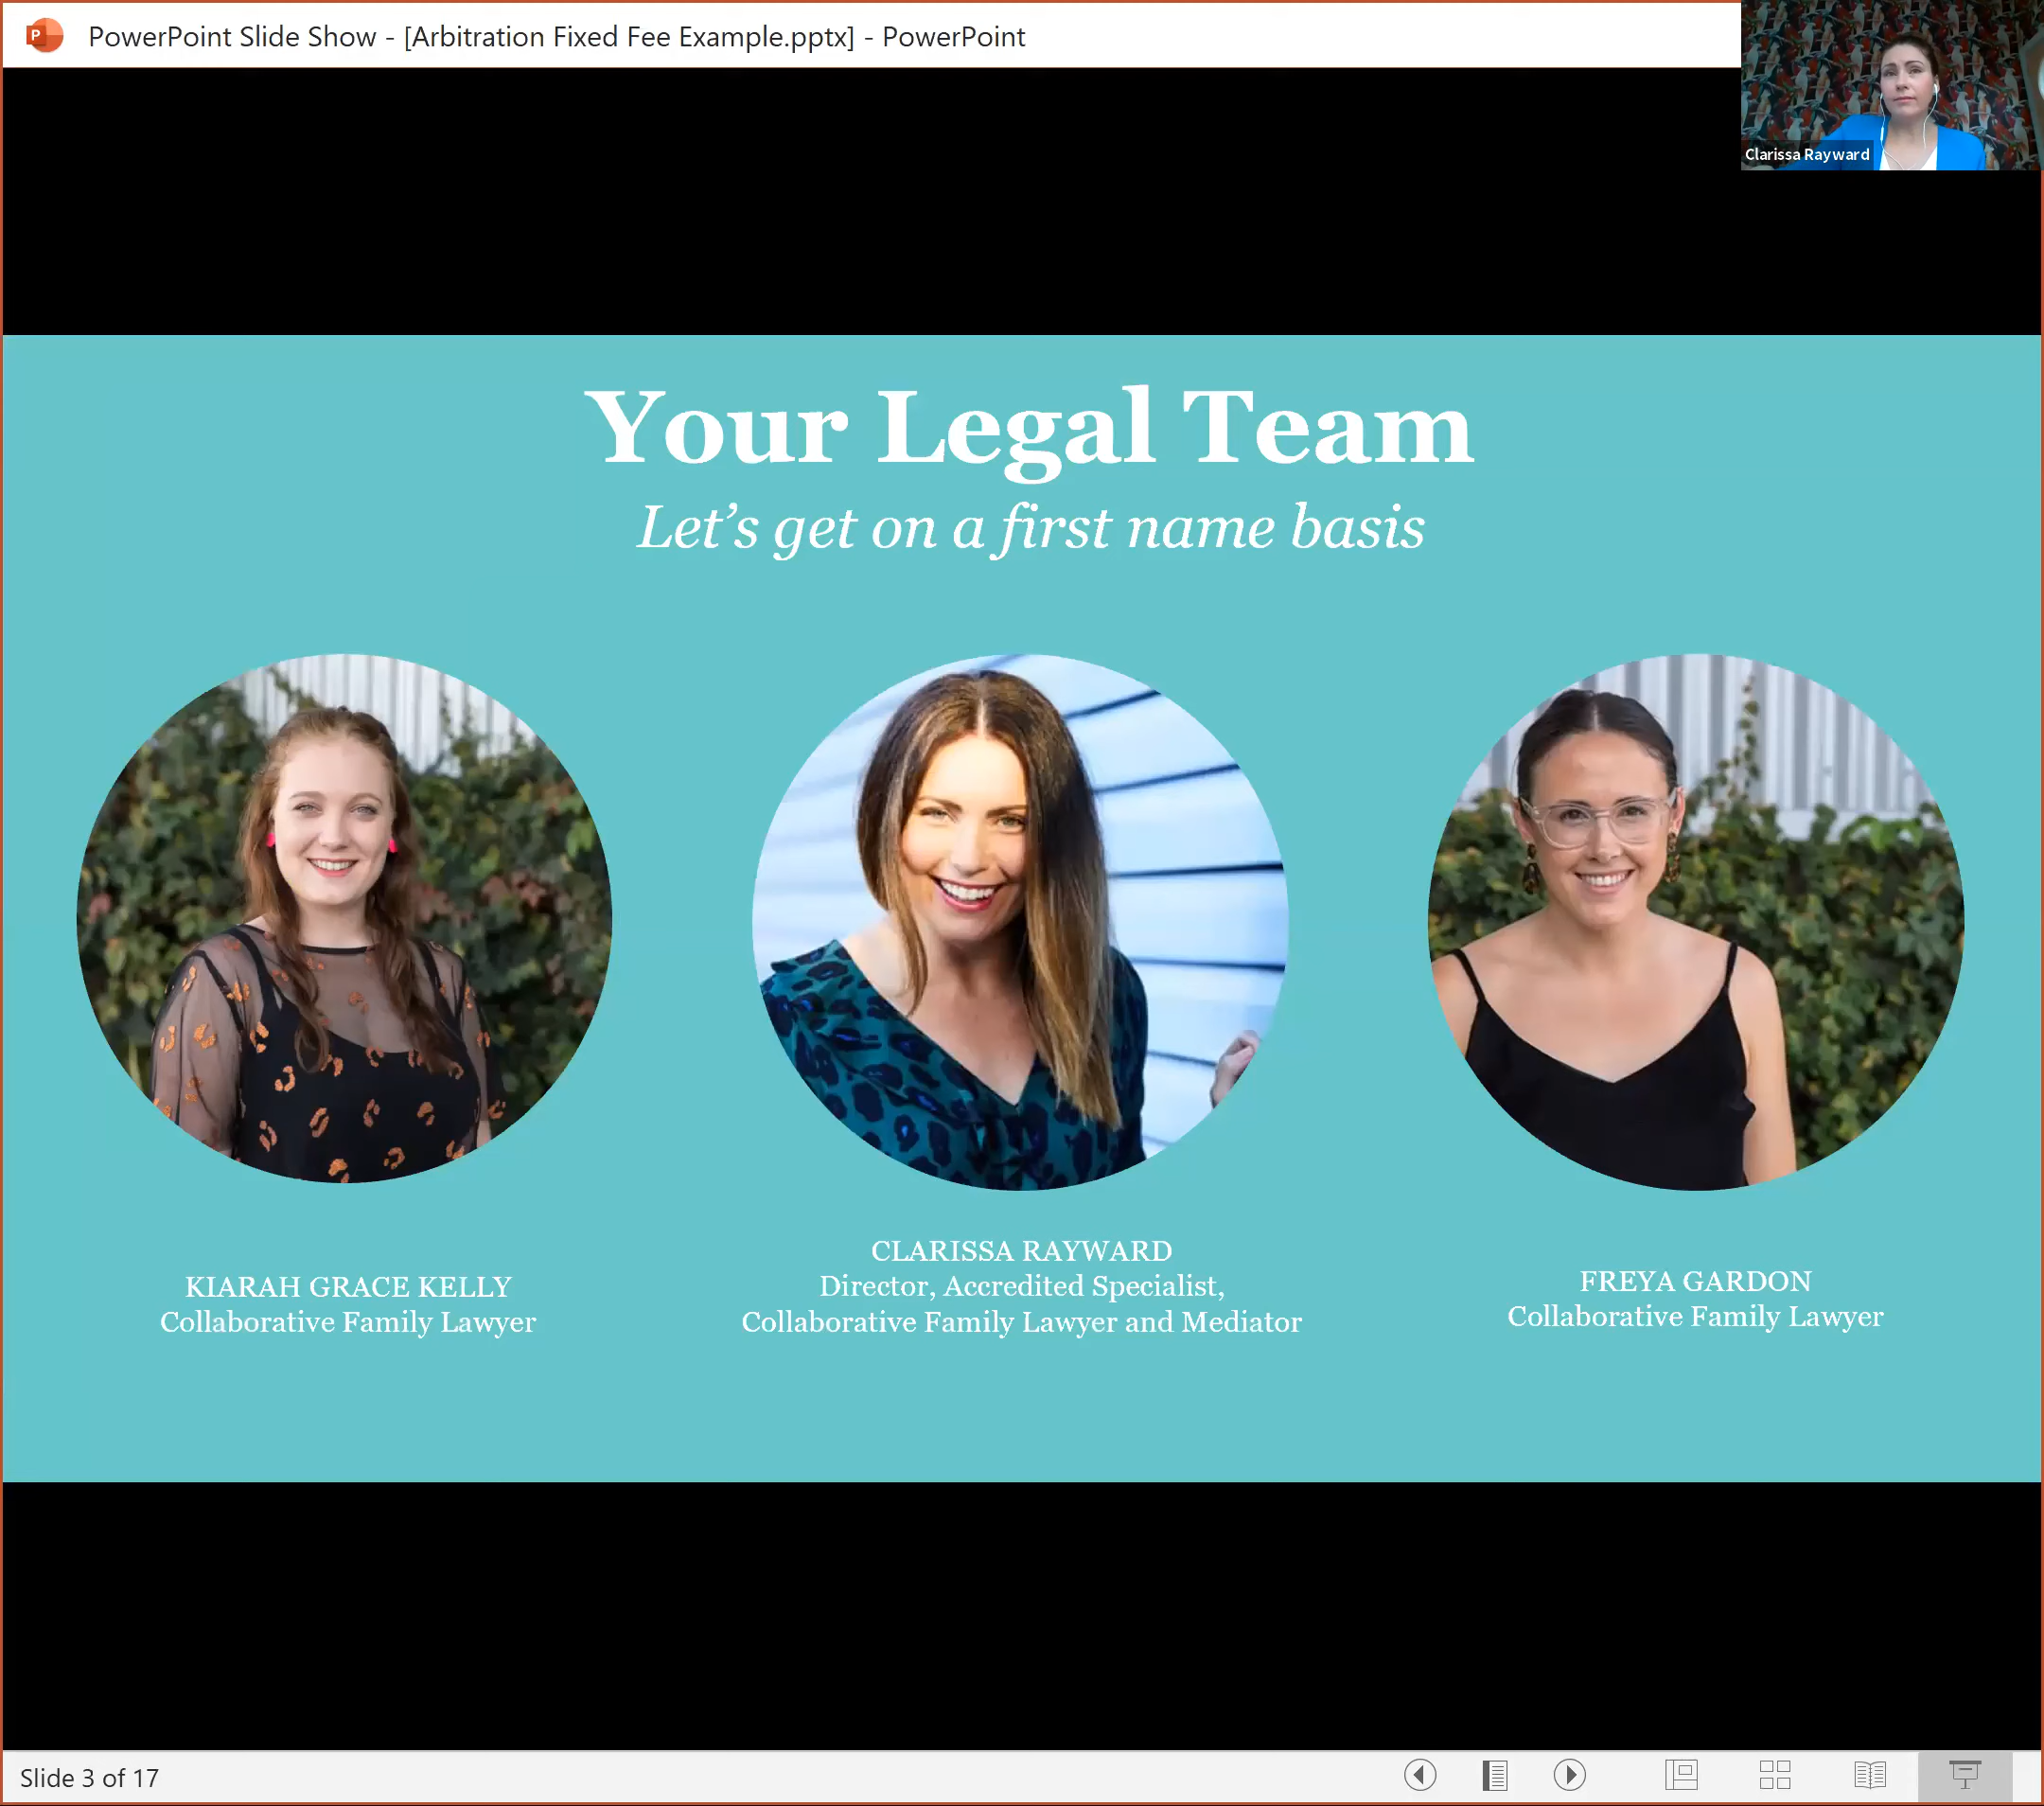 PowerPoint Slide Show - [Arbitration Fixed Fee Example.pptx] - PowerPoint
Clarissa Rayward
Your Legal Team
Let's get on a first name basis
KIARAH GRACE KELLY
Collaborative Family Lawyer
CLARISSA RAYWARD
Director, Accredited Specialist,
Collaborative Family Lawyer and Mediator
FREYA GARDON
Collaborative Family Lawyer
Slide 3 of 17